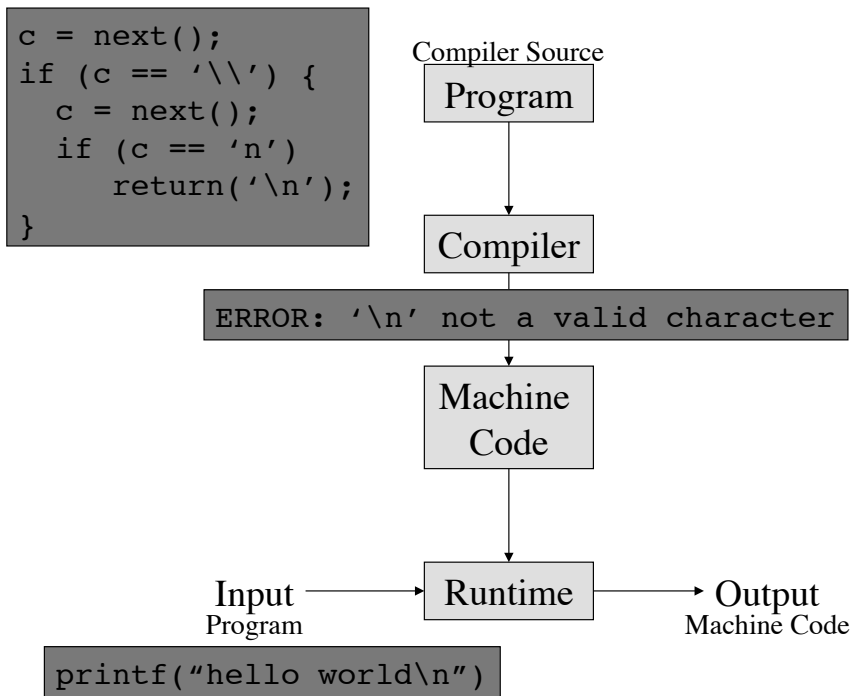 c = next();
if (c == ‘\\’) {
  c = next();
  if (c == ‘n’)
     return(‘\n’);
}
Compiler Source
Program
Compiler
ERROR: ‘\n’ not a valid character
Machine
Code
Input
Program
Runtime
Output
Machine Code
printf(“hello world\n”)